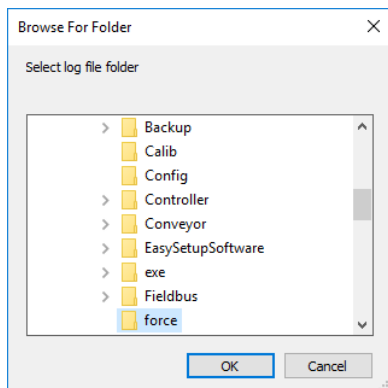 Browse For Folder
Select log file folder
Backup
Calib
Config
Controller
Conveyor
EasySetupSoftware
exe
Fieldbus
force
OK Cancel